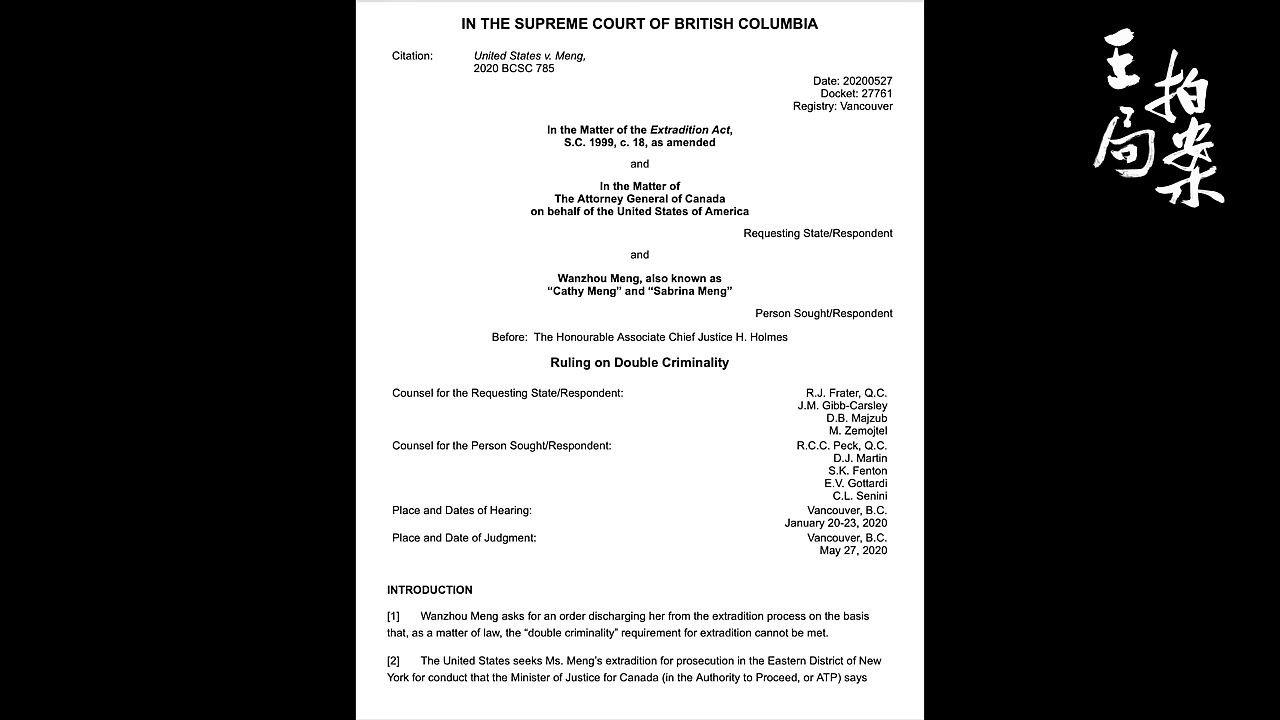 IN THE SUPREME COURT OF BRITISH COLUMBIA
Citation: United States v. Meng,
2020 BCSC 785
Date: 20200527
Docket: 27761
Registry: Vancouver
In the Matter of the Extradition Act,
S.C. 1999, c. 18, as amended
and
In the Matter of
The Attorney General of Canada
on behalf of the United States of America
Requesting State/Respondent
and
Wanzhou Meng, also known as
“Cathy Meng” and “Sabrina Meng”
Person Sought/Respondent
Before: The Honourable Associate Chief Justice H. Holmes
Ruling on Double Criminality
Counsel for the Requesting State/Respondent: R.J. Frater, Q.C.
J.M. Gibb-Carsley
D.B. Majzub
M. Zemojtel
Counsel for the Person Sought/Respondent: R.C.C. Peck, Q.C.
D.J. Martin
S.K. Fenton
E.V. Gottardi
C.L. Senini
Place and Dates of Hearing: Vancouver, B.C.
January 20-23, 2020
Place and Date of Judgment: Vancouver, B.C.
May 27, 2020
INTRODUCTION
[1] Wanzhou Meng asks for an order discharging her from the extradition process on the basis
that, as a matter of law, the “double criminality” requirement for extradition cannot be met.
[2] The United States seeks Ms. Meng’s extradition for prosecution in the Eastern District of New
York for conduct that the Minister of Justice for Canada (in the Authority to Proceed, or ATP) says
王局
拍案